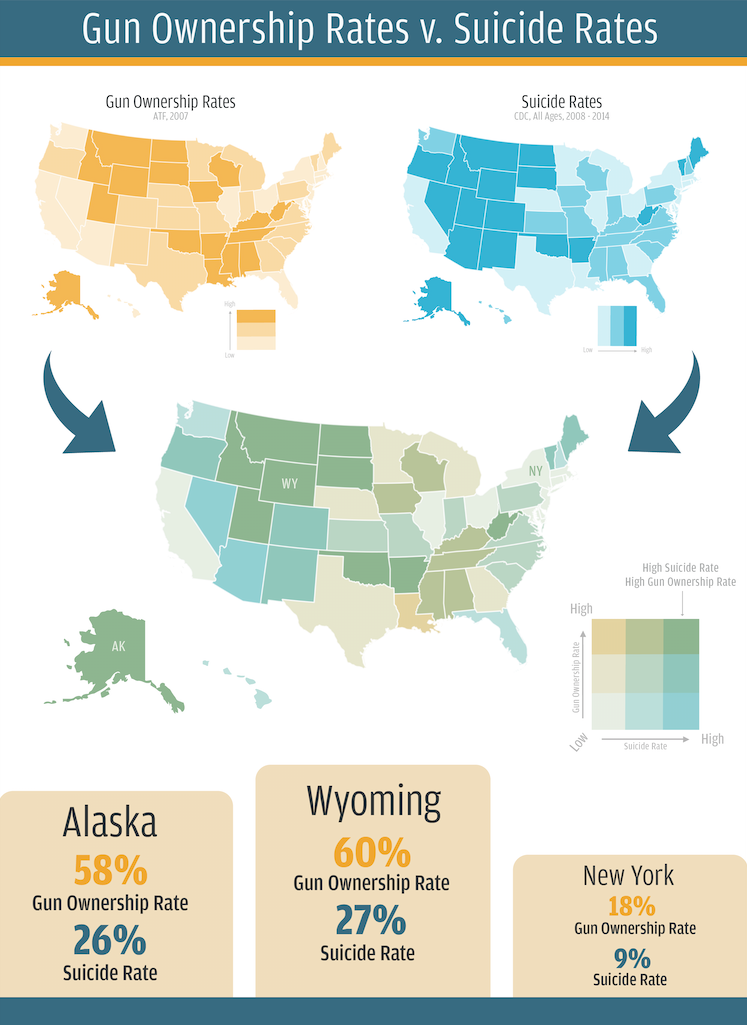 Gun Ownership Rates v. Suicide Rates
Gun Ownership Rates
ATF, 2007
Suicide Rates
CDC, All Ages, 2008 - 2014
High
Low
Low
High
WY
NY
AK
High Suicide Rate
High Gun Ownership Rate
High
Gun Ownership Rate
Low
Suicide Rate
High
Alaska
58%
Gun Ownership Rate
26%
Suicide Rate
Wyoming
60%
Gun Ownership Rate
27%
Suicide Rate
New York
18%
Gun Ownership Rate
9%
Suicide Rate